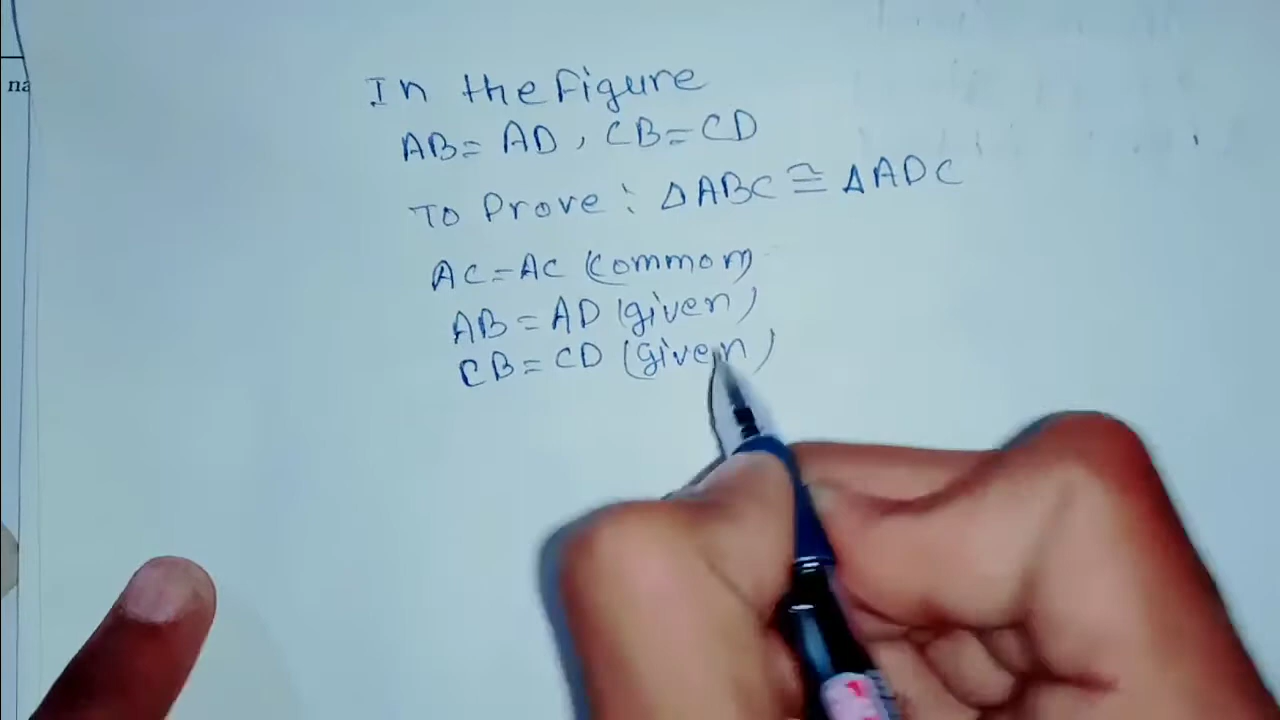 na
In the Figure
AB = AD, CB = CD
To Prove: ΔABC ≅ ΔADC
AC = AC (common)
AB = AD (given)
CB = CD (given)